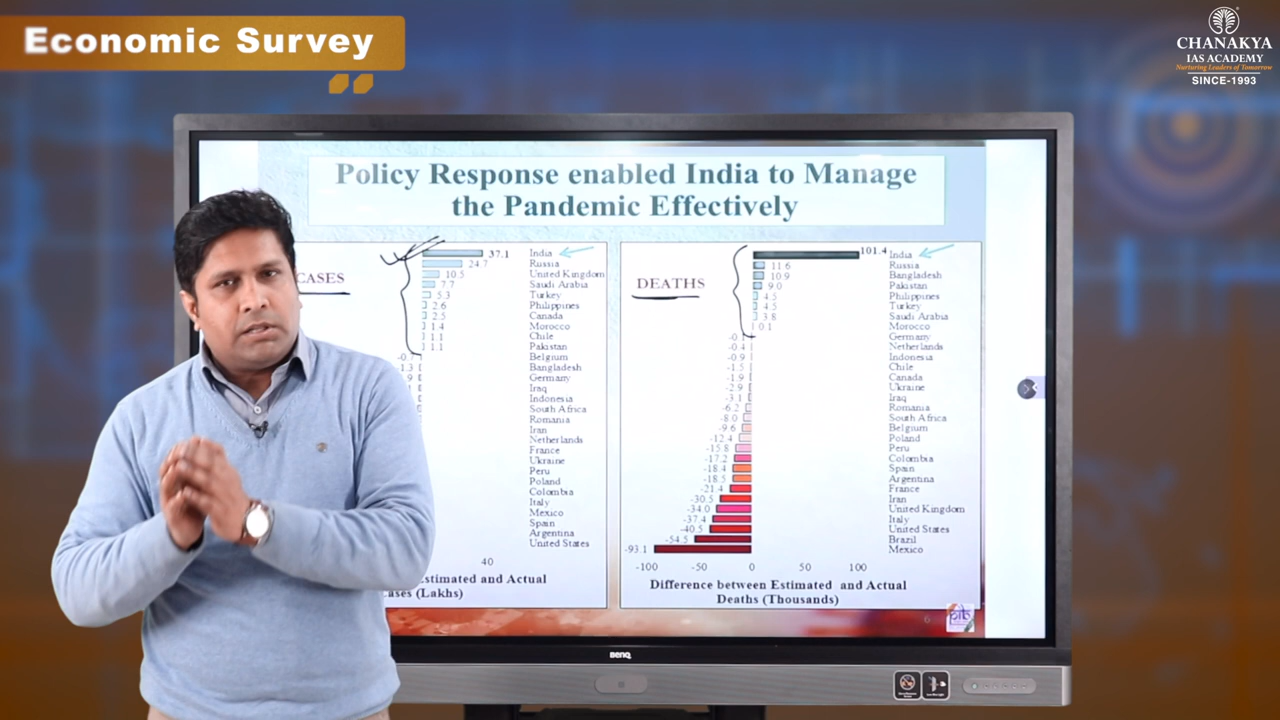 Economic Survey
CHANAKYA
IAS ACADEMY
Nurturing Leaders of Tomorrow
SINCE-1993
Policy Response enabled India to Manage
the Pandemic Effectively
CASES
37.1 India
24.7 Russia
10.5 United Kingdom
7.7 Saudi Arabia
5.3 Turkey
2.6 Philippines
2.5 Canada
1.4 Morocco
1.1 Chile
1.1 Pakistan
Belgium
Bangladesh
Germany
Iraq
Indonesia
South Africa
Romania
Iran
Netherlands
France
Ukraine
Peru
Poland
Colombia
Italy
Mexico
Spain
Argentina
United States
40
Estimated and Actual
(Lakhs)
DEATHS
101.4 India
11.6 Russia
10.9 Bangladesh
9.0 Pakistan
4.5 Philippines
4.5 Turkey
3.8 Saudi Arabia
0.1 Morocco
Germany
-0.4 Netherlands
-0.9 Indonesia
-1.5 Chile
-1.9 Canada
-2.9 Ukraine
-3.1 Iraq
-6.2 Romania
-8.0 South Africa
-9.6 Belgium
-12.4 Poland
-15.8 Peru
-17.2 Colombia
-18.4 Spain
-18.5 Argentina
-21.4 France
-30.5 Iran
-34.0 United Kingdom
-37.4 Italy
-40.5 United States
-54.5 Brazil
-93.1 Mexico
-100 -50 0 50 100
Difference between Estimated and Actual
Deaths (Thousands)
6
pib
BENQ